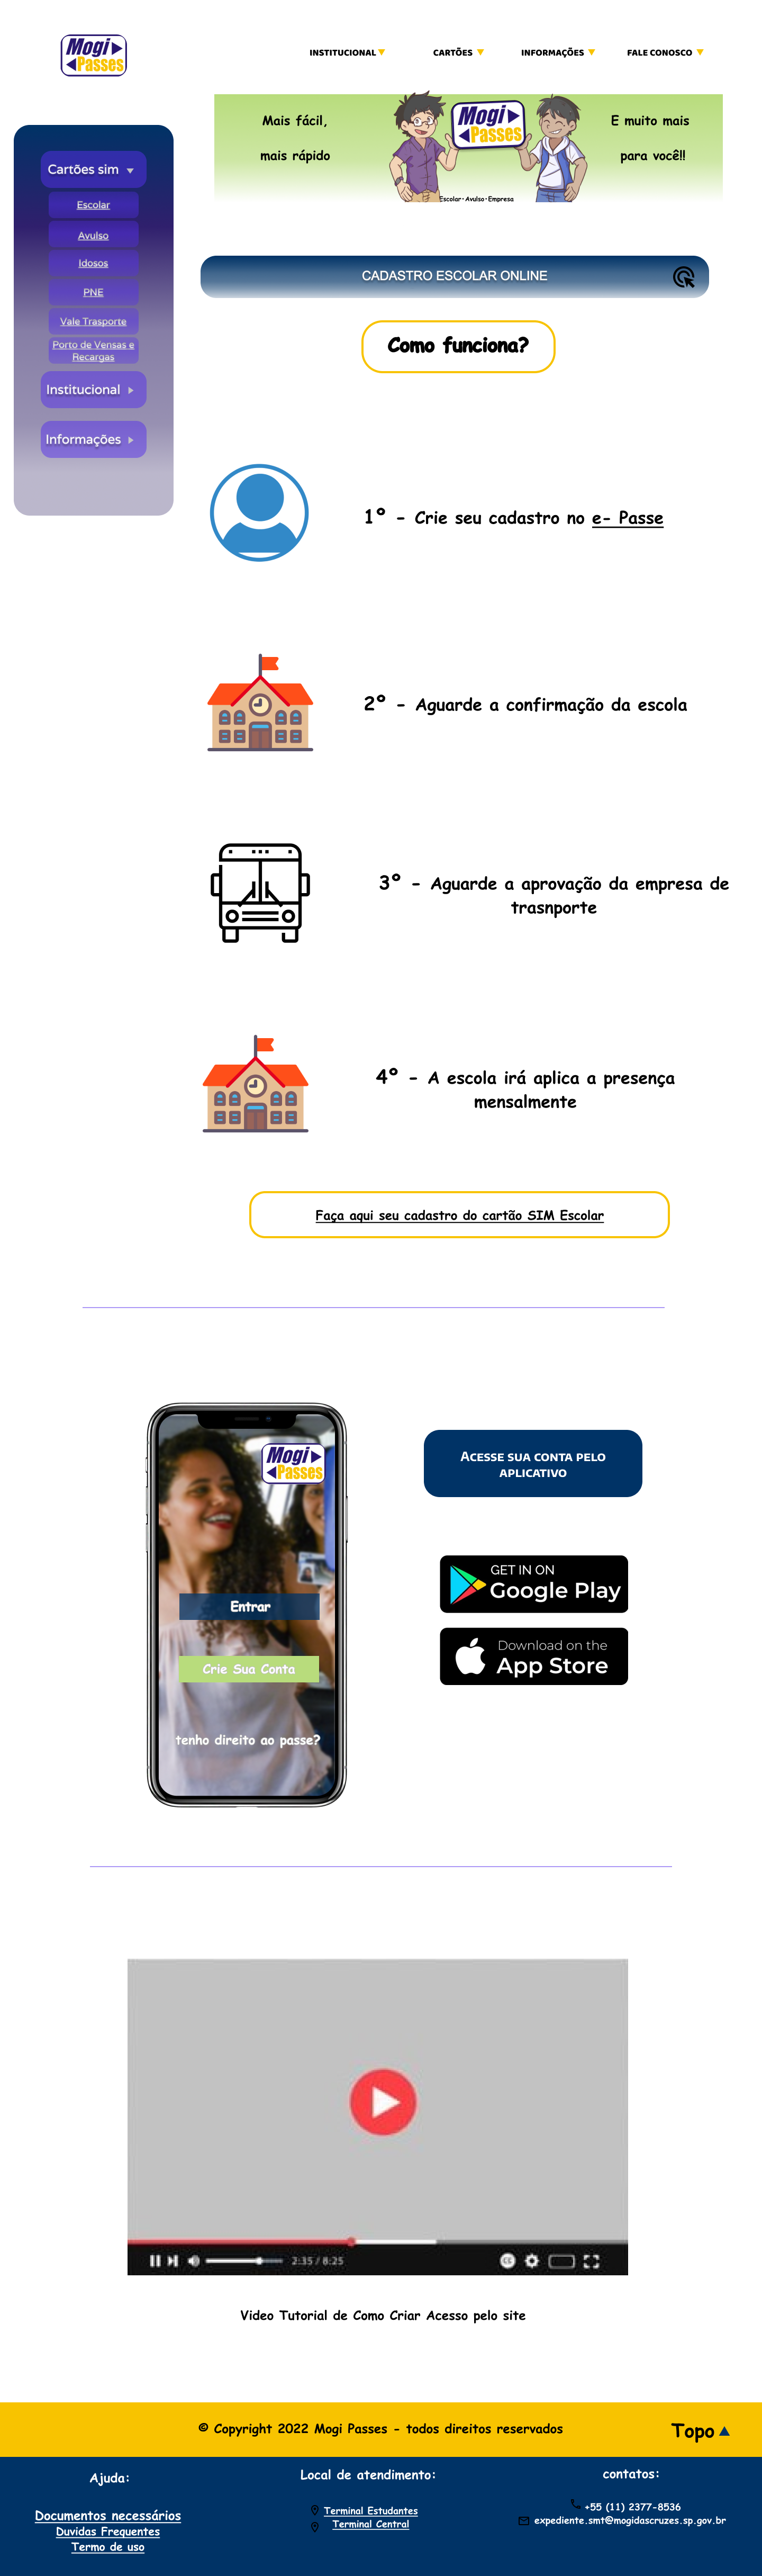 Mogi
Passes
INSTITUCIONAL
CARTÕES
INFORMAÇÕES
FALE CONOSCO
Mais fácil,
mais rápido
Mogi
Passes
E muito mais
para você!!
Escolar•Avulso•Empresa
Cartões sim
Escolar
Avulso
Idosos
PNE
Vale Trasporte
Porto de Vensas e
Recargas
Institucional
Informações
CADASTRO ESCOLAR ONLINE
Como funciona?
1° - Crie seu cadastro no e- Passe
2° - Aguarde a confirmação da escola
3° - Aguarde a aprovação da empresa de
trasnporte
4° - A escola irá aplica a presença
mensalmente
Faça aqui seu cadastro do cartão SIM Escolar
Mogi
Passes
Entrar
Crie Sua Conta
tenho direito ao passe?
ACESSE SUA CONTA PELO
APLICATIVO
GET IN ON
Google Play
Download on the
App Store
2:35 / 8:25
CC
Video Tutorial de Como Criar Acesso pelo site
© Copyright 2022 Mogi Passes - todos direitos reservados
Topo
Ajuda:
Documentos necessários
Duvidas Frequentes
Termo de uso
Local de atendimento:
Terminal Estudantes
Terminal Central
contatos:
+55 (11) 2377-8536
expediente.smt@mogidascruzes.sp.gov.br